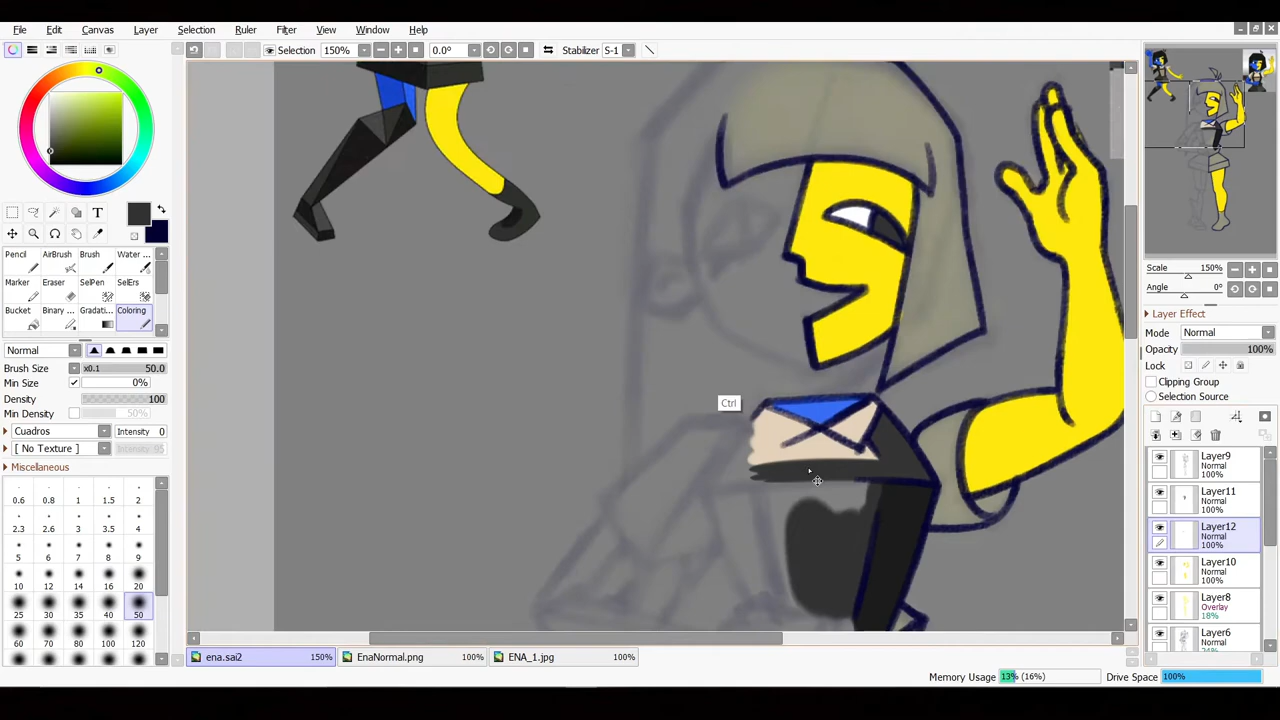 File Edit Canvas Layer Selection Ruler Filter View Window Help
Selection 150% 0.0° Stabilizer S-1
Pencil AirBrush Brush Water ...
Marker Eraser SelPen SelErs
Bucket Binary ... Gradati... Coloring
Normal
Brush Size x0.1 50.0
Min Size 0%
Density 100
Min Density 50%
Cuadros Intensity 0
[ No Texture ] Intensity 95
Miscellaneous
0.6 0.8 1 1.5 2
2.3 2.6 3 3.5 4
5 6 7 8 9
10 12 14 16 20
25 30 35 40 50
60 70 80 100 120
Ctrl
ena.sai2 150% EnaNormal.png 100% ENA_1.jpg 100%
Scale 150%
Angle 0°
Layer Effect
Mode Normal
Opacity 100%
Lock
Clipping Group
Selection Source
Layer9
Normal
100%
Layer11
Normal
100%
Layer12
Normal
100%
Layer10
Normal
100%
Layer8
Overlay
18%
Layer6
Normal
24%
Memory Usage 13% (16%) Drive Space 100%